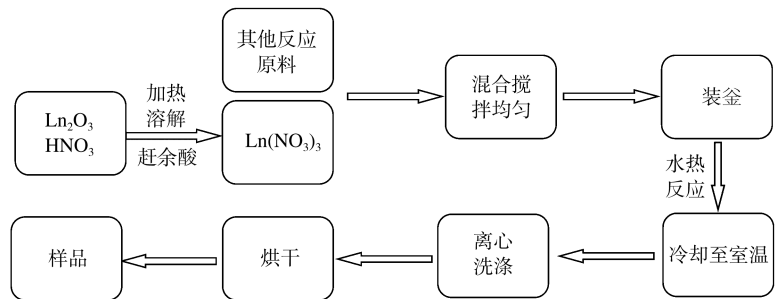 其他反应
原料
Ln₂O₃
HNO₃
加热
溶解
赶余酸
Ln(NO₃)₃
混合搅
拌均匀
装釜
水热
反应
冷却至室温
离心
洗涤
烘干
样品